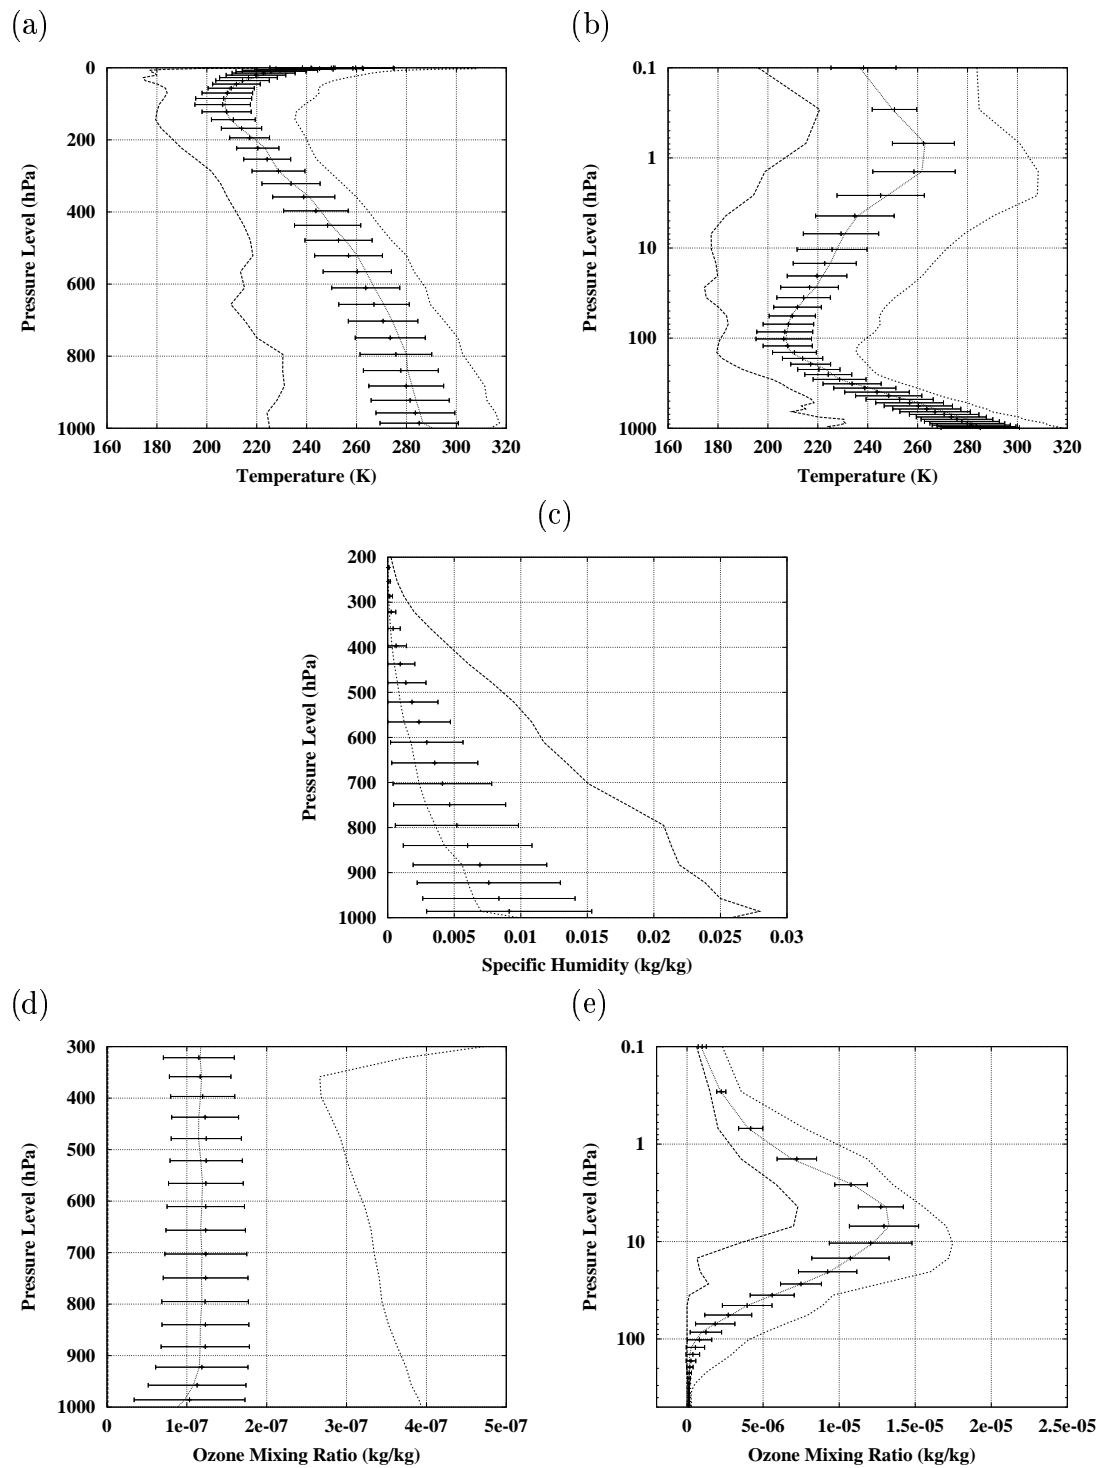 (a)
0
200
400
600
800
1000
160 200 220 260 280 320
Pressure Level (hPa)
Temperature (K)
(b)
0.1
1
10
100
1000
160 200 220 260 280 320
Pressure Level (hPa)
Temperature (K)
(c)
200
300
400
500
600
700
800
900
1000
0 0.005 0.01 0.015 0.02 0.025 0.03
Pressure Level (hPa)
Specific Humidity (kg/kg)
(d)
300
400
500
600
700
800
900
1000
0 1e-07 2e-07 3e-07 4e-07 5e-07
Pressure Level (hPa)
Ozone Mixing Ratio (kg/kg)
(e)
0.1
1
10
100
0 5e-06 1e-05 1.5e-05 2e-05 2.5e-05
Pressure Level (hPa)
Ozone Mixing Ratio (kg/kg)